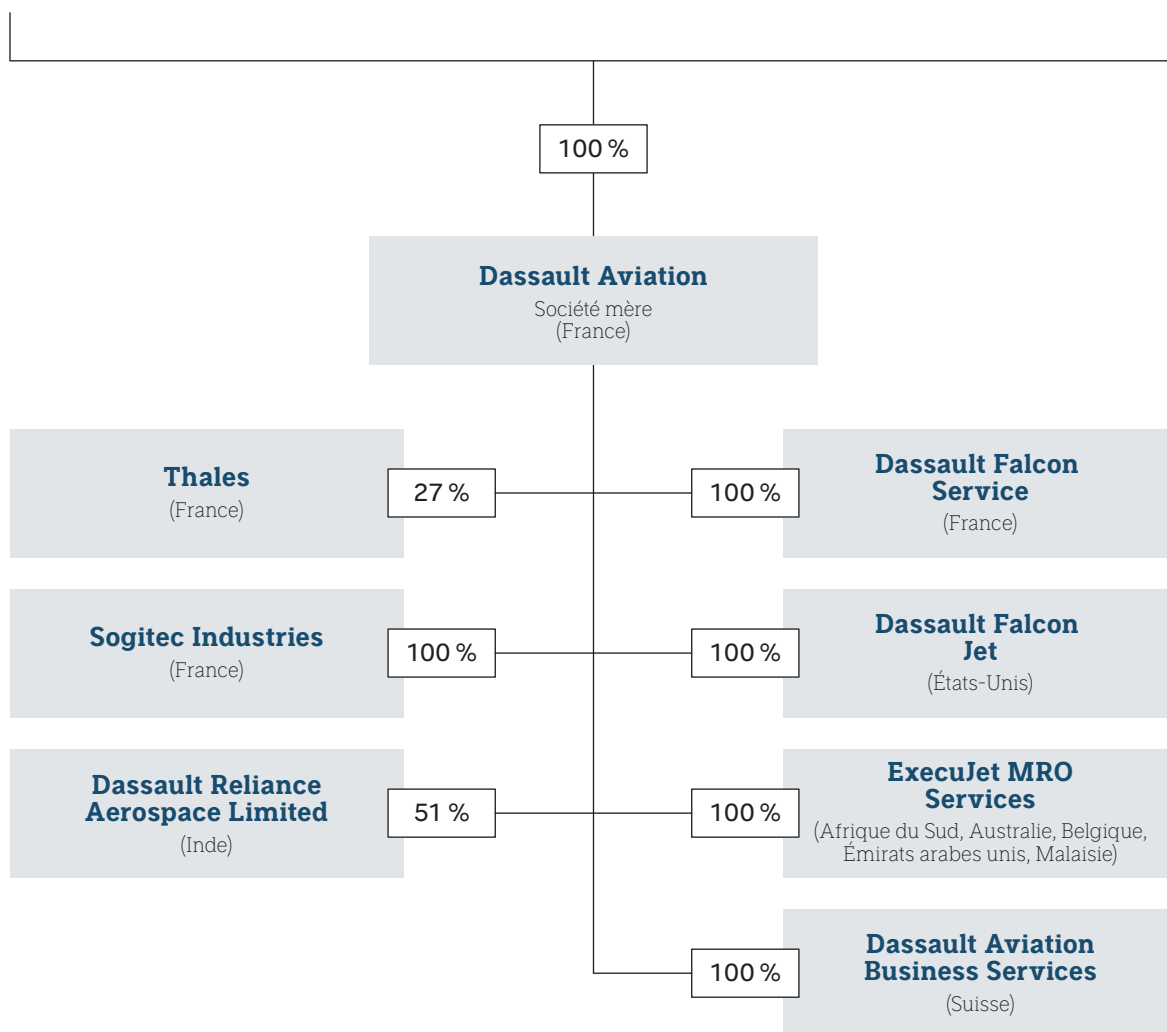 100 %
Dassault Aviation
Société mère
(France)
Thales
(France)
27 %
100 %
Dassault Falcon
Service
(France)
Sogitec Industries
(France)
100 %
100 %
Dassault Falcon
Jet
(États-Unis)
Dassault Reliance
Aerospace Limited
(Inde)
51 %
100 %
ExecuJet MRO
Services
(Afrique du Sud, Australie, Belgique,
Émirats arabes unis, Malaisie)
100 %
Dassault Aviation
Business Services
(Suisse)